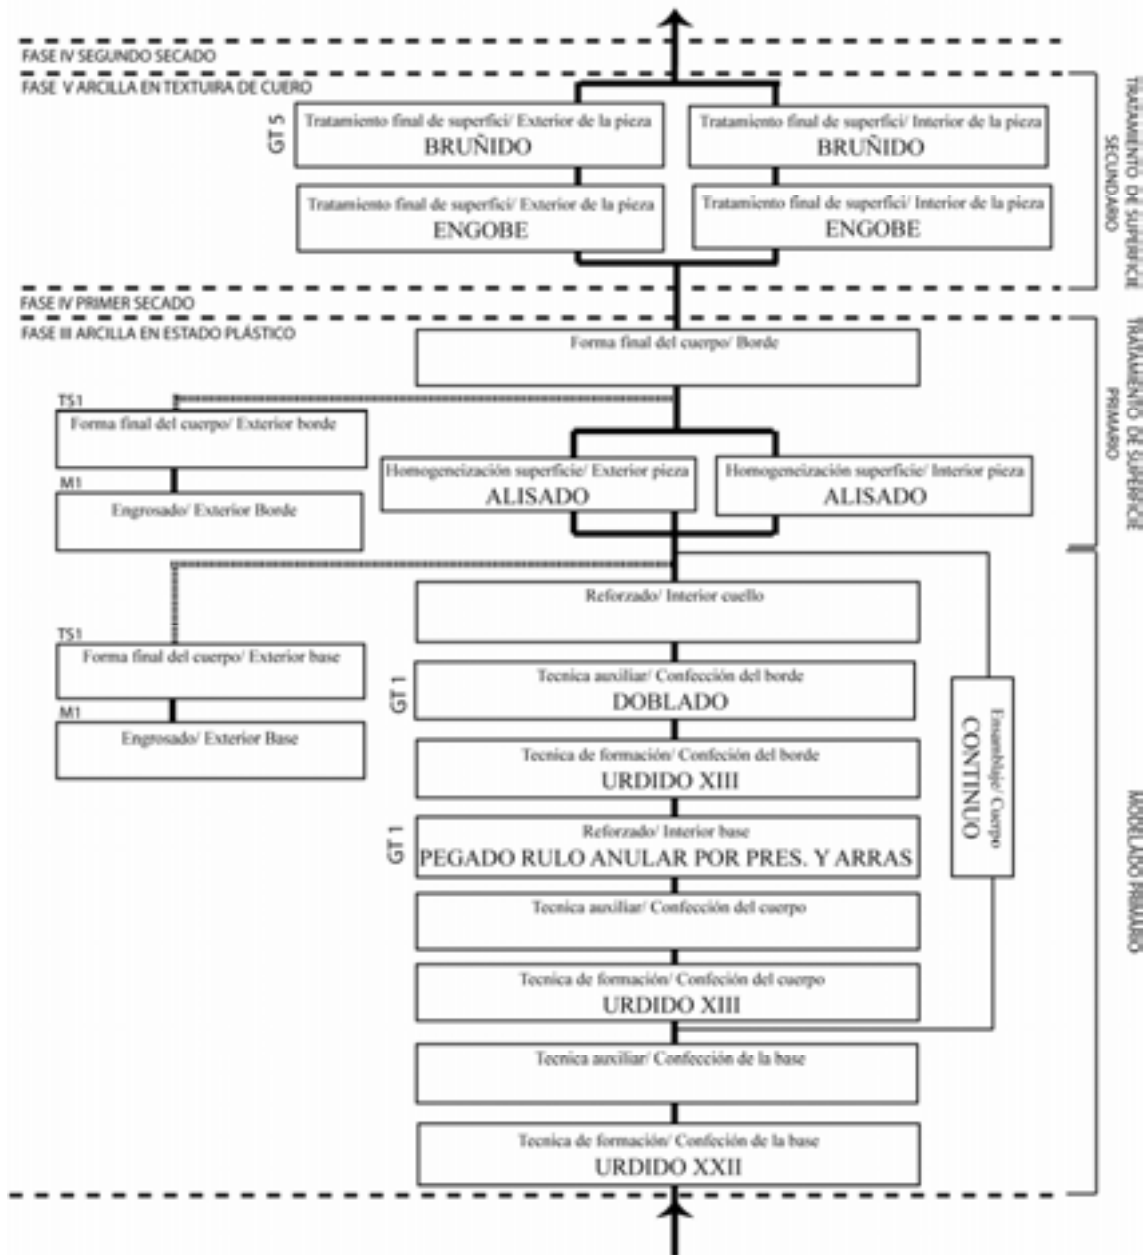 FASE IV SEGUNDO SECADO
FASE V ARCILLA EN TEXTUIRA DE CUERO
GT 5
Tratamiento final de superfici/ Exterior de la pieza
BRUÑIDO
Tratamiento final de superfici/ Interior de la pieza
BRUÑIDO
Tratamiento final de superfici/ Exterior de la pieza
ENGOBE
Tratamiento final de superfici/ Interior de la pieza
ENGOBE
TRATAMIENTO DE SUPERFICIE
SECUNDARIO
FASE IV PRIMER SECADO
FASE III ARCILLA EN ESTADO PLÁSTICO
Forma final del cuerpo/ Borde
TS1
Forma final del cuerpo/ Exterior borde
M1
Engrosado/ Exterior Borde
Homogeneización superficie/ Exterior pieza
ALISADO
Homogeneización superficie/ Interior pieza
ALISADO
TRATAMIENTO DE SUPERFICIE
PRIMARIO
Reforzado/ Interior cuello
TS1
Forma final del cuerpo/ Exterior base
M1
Engrosado/ Exterior Base
GT 1
Tecnica auxiliar/ Confección del borde
DOBLADO
Tecnica de formación/ Confeción del borde
URDIDO XIII
GT 1
Reforzado/ Interior base
PEGADO RULO ANULAR POR PRES. Y ARRAS
Tecnica auxiliar/ Confección del cuerpo
Tecnica de formación/ Confeción del cuerpo
URDIDO XIII
Ensamblaje/ Cuerpo
CONTINUO
Tecnica auxiliar/ Confección de la base
Tecnica de formación/ Confeción de la base
URDIDO XXII
MODELADO PRIMARIO